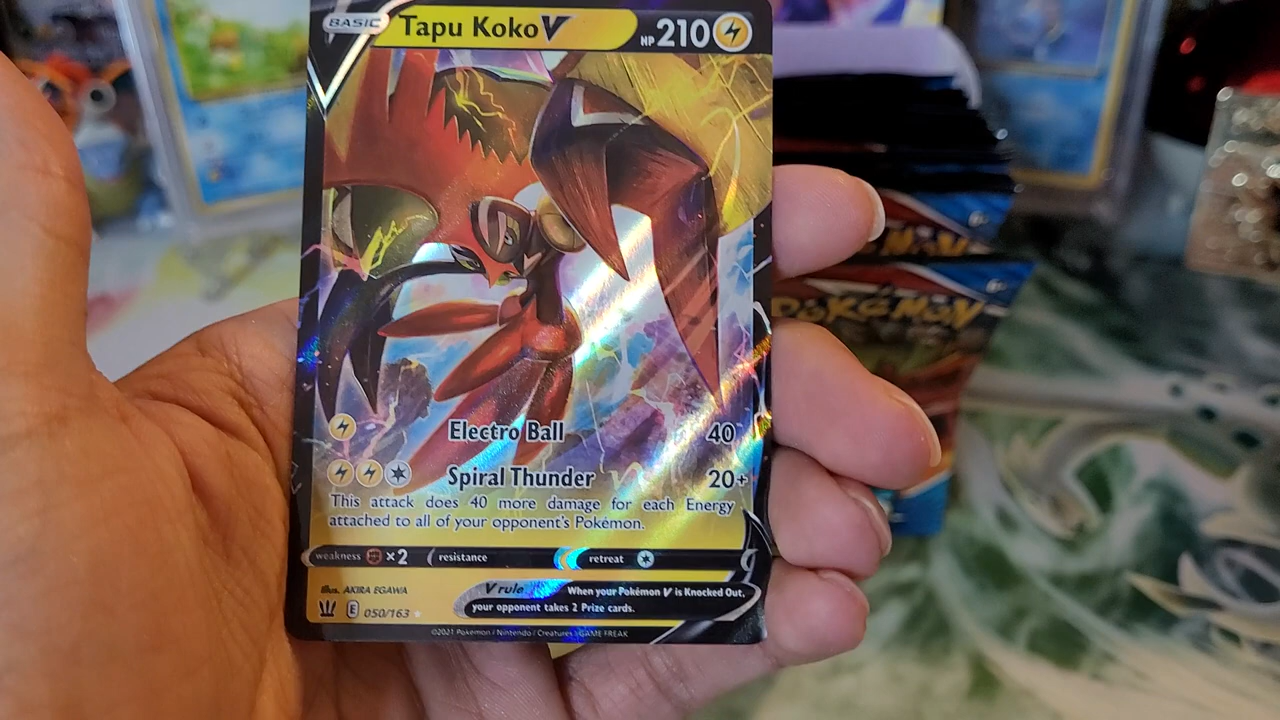 BASIC Tapu Koko V HP 210
Electro Ball 40
Spiral Thunder 20+
This attack does 40 more damage for each Energy
attached to all of your opponent's Pokémon.
weakness ×2 resistance retreat
Illus. AKIRA EGAWA
V rule When your Pokémon V is Knocked Out,
your opponent takes 2 Prize cards.
E 050/163
©2021 Pokémon / Nintendo / Creatures / GAME FREAK
POKÉMON